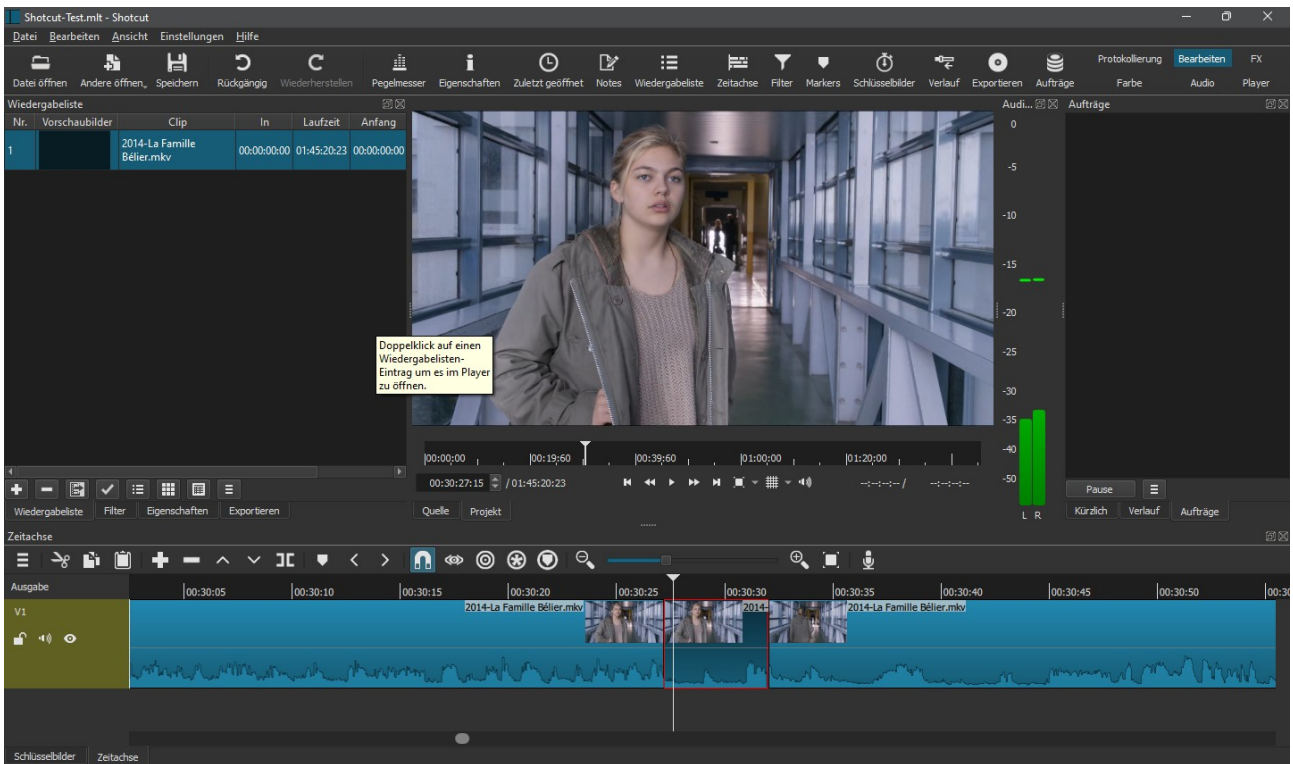 Shotcut-Test.mlt - Shotcut
Datei Bearbeiten Ansicht Einstellungen Hilfe
Datei öffnen Andere öffnen„ Speichern Rückgängig Wiederherstellen Pegelmesser Eigenschaften Zuletzt geöffnet Notes Wiedergabeliste Zeitachse Filter Markers Schlüsselbilder Verlauf Exportieren Aufträge
Protokollierung Bearbeiten FX
Farbe Audio Player
Wiedergabeliste
Nr. Vorschaubilder Clip In Laufzeit Anfang
1 2014-La Famille Bélier.mkv 00:00:00:00 01:45:20:23 00:00:00:00
Doppelklick auf einen
Wiedergabelisten-
Eintrag um es im Player
zu öffnen.
Audi...
0
-5
-10
-15
-20
-25
-30
-35
-40
-50
L R
Aufträge
00:00;00 00:19;60 00:39;60 01:00;00 01:20;00
00:30:27:15 / 01:45:20:23 --:--:--:-- / --:--:--:--
Pause
Wiedergabeliste Filter Eigenschaften Exportieren
Quelle Projekt
Kürzlich Verlauf Aufträge
Zeitachse
Ausgabe
00:30:05 00:30:10 00:30:15 00:30:20 00:30:25 00:30:30 00:30:35 00:30:40 00:30:45 00:30:50 00:30
V1
2014-La Famille Bélier.mkv 2014- 2014-La Famille Bélier.mkv
Schlüsselbilder Zeitachse